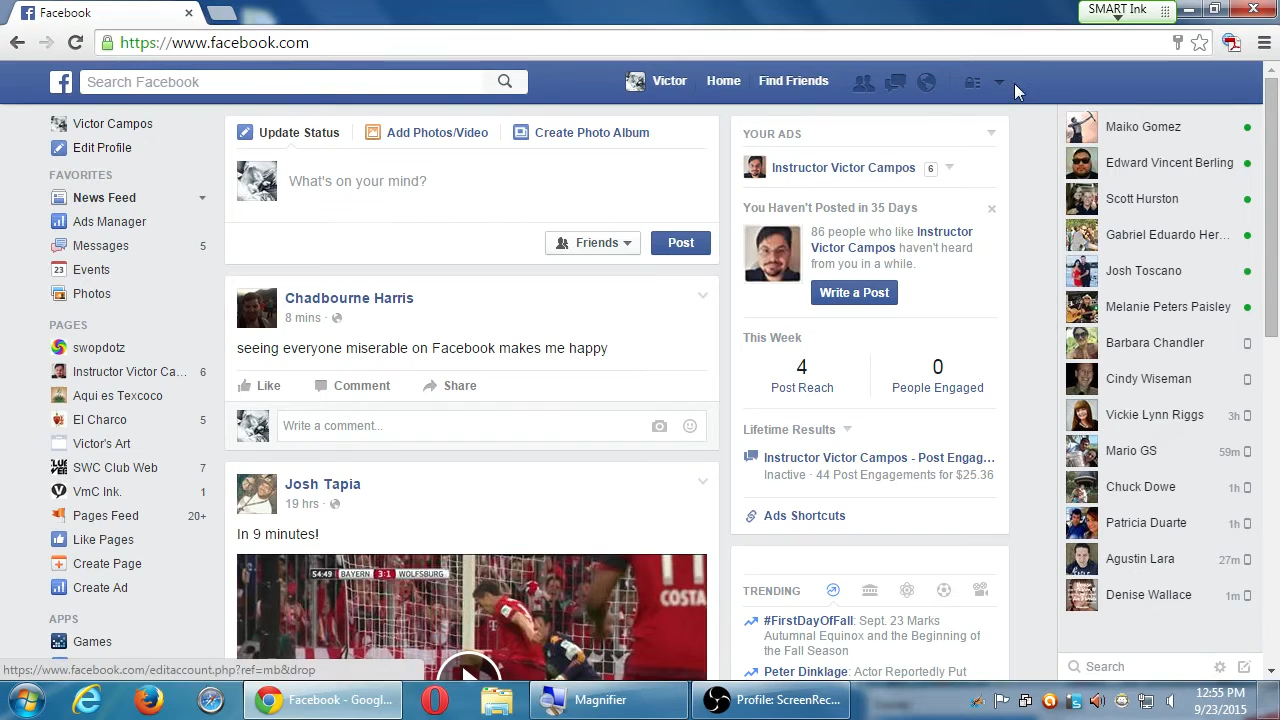 Facebook
SMART Ink
https://www.facebook.com
Search Facebook
Victor
Home
Find Friends
Victor Campos
Edit Profile
FAVORITES
News Feed
Ads Manager
Messages 5
Events
Photos
PAGES
swapdotz
Instructor Victor Ca... 6
Aqui es Texcoco
El Charco 5
Victor's Art
SWC Club Web 7
VmC Ink. 1
Pages Feed 20+
Like Pages
Create Page
Create Ad
APPS
Games
https://www.facebook.com/editaccount.php?ref=mb&drop
Update Status
Add Photos/Video
Create Photo Album
What's on your mind?
Friends
Post
Chadbourne Harris
8 mins ·
seeing everyone miserable on Facebook makes me happy
Like
Comment
Share
Write a comment...
Josh Tapia
19 hrs ·
In 9 minutes!
54:49 BAYERN 3:1 WOLFSBURG
COSTA
YOUR ADS
Instructor Victor Campos 6
You Haven't Posted in 35 Days
86 people who like Instructor
Victor Campos haven't heard
from you in a while.
Write a Post
This Week
4
Post Reach
0
People Engaged
Lifetime Results
Instructor Victor Campos - Post Engag...
Inactive · 44 Post Engagements for $25.36
Ads Shortcuts
TRENDING
#FirstDayOfFall: Sept. 23 Marks
Autumnal Equinox and the Beginning of
the Fall Season
Peter Dinklage: Actor Reportedly Put
Maiko Gomez
Edward Vincent Berling
Scott Hurston
Gabriel Eduardo Her...
Josh Toscano
Melanie Peters Paisley
Barbara Chandler
Cindy Wiseman
Vickie Lynn Riggs 3h
Mario GS 59m
Chuck Dowe 1h
Patricia Duarte 1h
Agustin Lara 27m
Denise Wallace 1m
Search
Facebook - Googl...
Magnifier
Profile: ScreenRec...
12:55 PM
9/23/2015